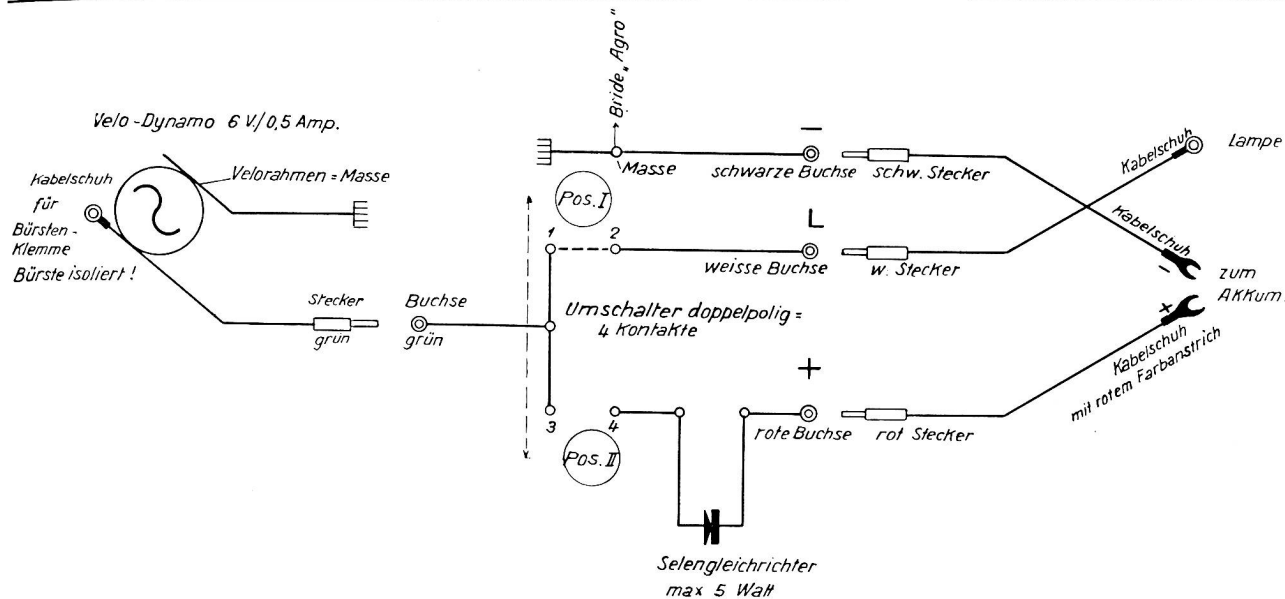 Velo-Dynamo 6 V./0,5 Amp.
Kabelschuh
für
Bürsten-
Klemme
Bürste isoliert!
Velorahmen = Masse
Stecker
grün
Buchse
grün
Bride „Agro"
Masse
Pos. I
1
2
Umschalter doppelpolig =
4 Kontakte
3
4
Pos. II
−
schwarze Buchse
schw. Stecker
L
weisse Buchse
w. Stecker
+
rote Buchse
rot Stecker
Selengleichrichter
max 5 Watt
Kabelschuh
Lampe
Kabelschuh
−
zum
Akkum.
+
Kabelschuh
mit rotem Farbanstrich